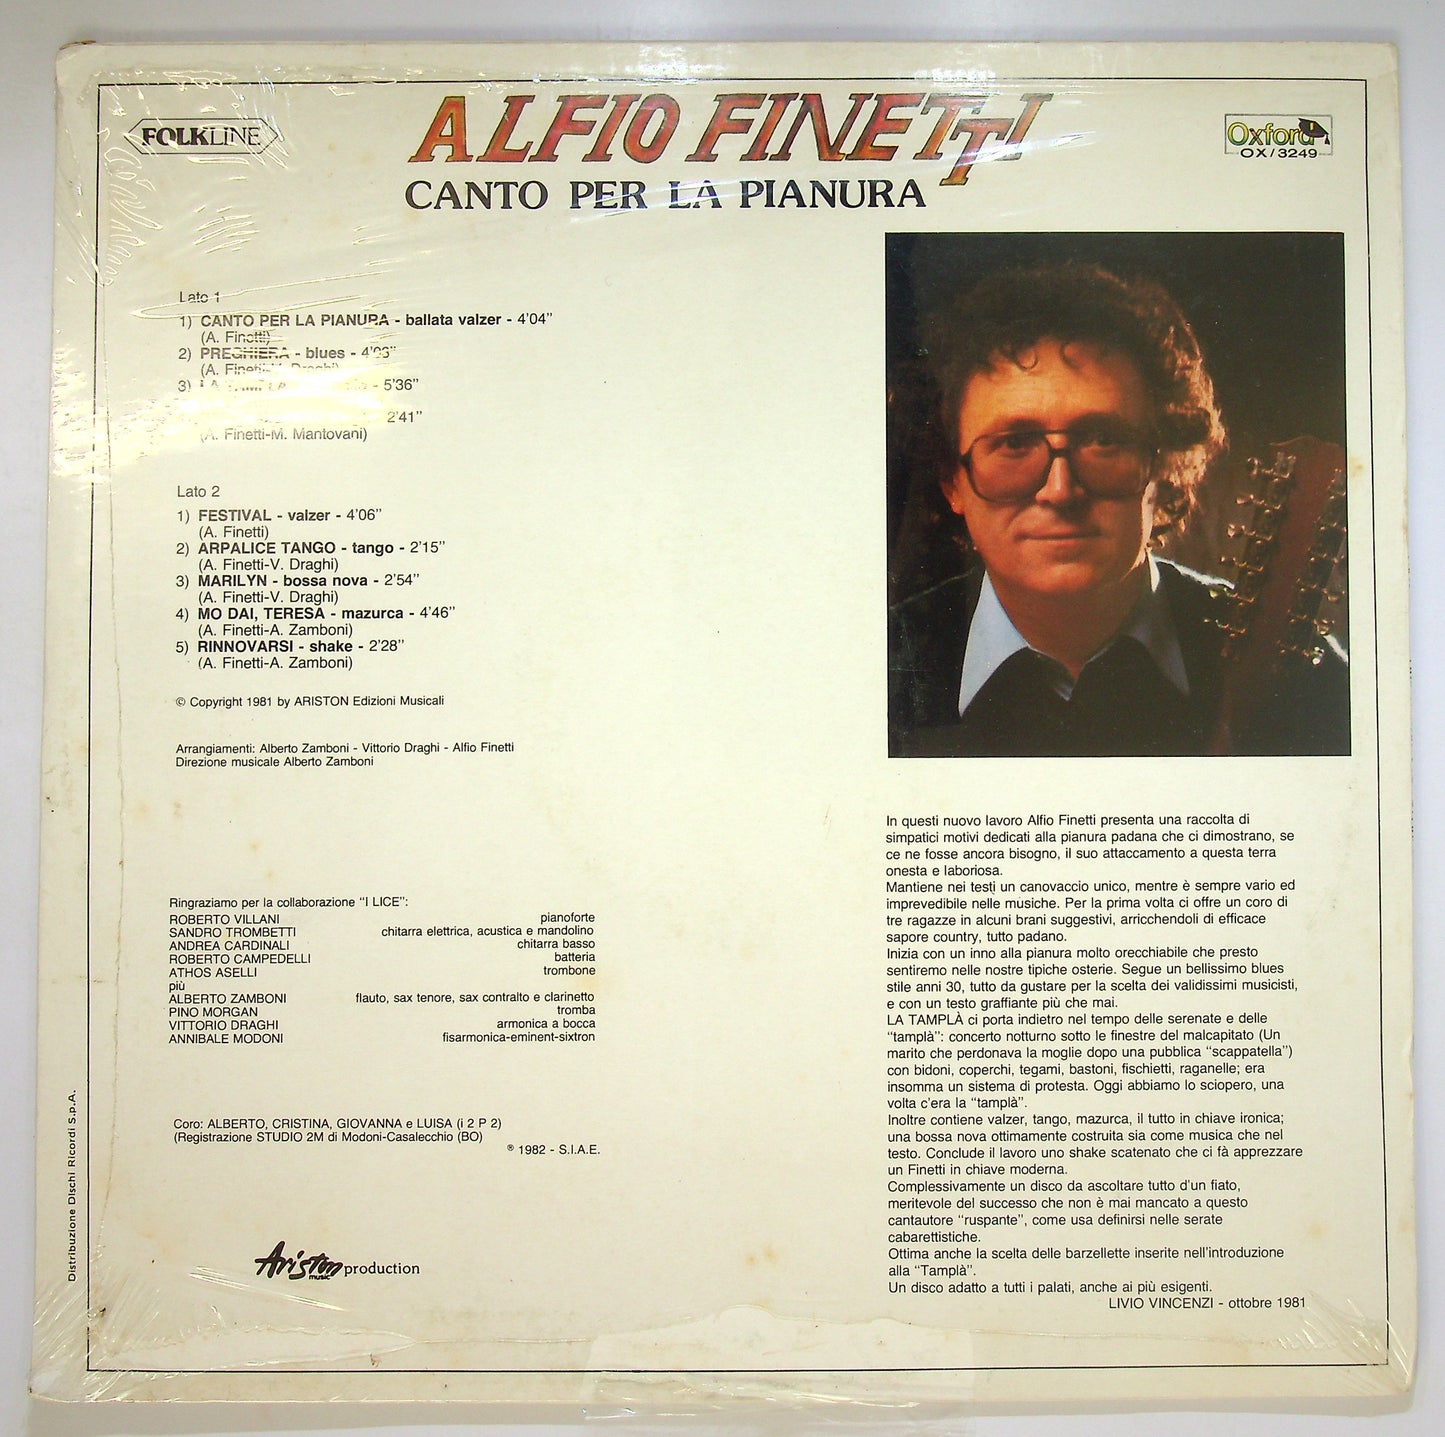 FOLKLINE
ALFIO FINETTI
CANTO PER LA PIANURA
Oxford
OX/3249
Lato 1
1) CANTO PER LA PIANURA - ballata valzer - 4'04''
(A. Finetti)
2) PREGHIERA - blues - 4'03''
(A. Finetti-V. Draghi)
3) LA TAMPLÀ - 5'36''
2'41''
(A. Finetti-M. Mantovani)
Lato 2
1) FESTIVAL - valzer - 4'06''
(A. Finetti)
2) ARPALICE TANGO - tango - 2'15''
(A. Finetti-V. Draghi)
3) MARILYN - bossa nova - 2'54''
(A. Finetti-V. Draghi)
4) MO DAI, TERESA - mazurca - 4'46''
(A. Finetti-A. Zamboni)
5) RINNOVARSI - shake - 2'28''
(A. Finetti-A. Zamboni)
© Copyright 1981 by ARISTON Edizioni Musicali
Arrangiamenti: Alberto Zamboni - Vittorio Draghi - Alfio Finetti
Direzione musicale Alberto Zamboni
Ringraziamo per la collaborazione "I LICE":
ROBERTO VILLANI pianoforte
SANDRO TROMBETTI chitarra elettrica, acustica e mandolino
ANDREA CARDINALI chitarra basso
ROBERTO CAMPEDELLI batteria
ATHOS ASELLI trombone
più
ALBERTO ZAMBONI flauto, sax tenore, sax contralto e clarinetto
PINO MORGAN tromba
VITTORIO DRAGHI armonica a bocca
ANNIBALE MODONI fisarmonica-eminent-sixtron
Coro: ALBERTO, CRISTINA, GIOVANNA e LUISA (i 2 P 2)
(Registrazione STUDIO 2M di Modoni-Casalecchio (BO)
℗ 1982 - S.I.A.E.
Ariston music production
Distribuzione Dischi Ricordi S.p.A.
In questi nuovo lavoro Alfio Finetti presenta una raccolta di
simpatici motivi dedicati alla pianura padana che ci dimostrano, se
ce ne fosse ancora bisogno, il suo attaccamento a questa terra
onesta e laboriosa.
Mantiene nei testi un canovaccio unico, mentre è sempre vario ed
imprevedibile nelle musiche. Per la prima volta ci offre un coro di
tre ragazze in alcuni brani suggestivi, arricchendoli di efficace
sapore country, tutto padano.
Inizia con un inno alla pianura molto orecchiabile che presto
sentiremo nelle nostre tipiche osterie. Segue un bellissimo blues
stile anni 30, tutto da gustare per la scelta dei validissimi musicisti,
e con un testo graffiante più che mai.
LA TAMPLÀ ci porta indietro nel tempo delle serenate e delle
"tamplà": concerto notturno sotto le finestre del malcapitato (Un
marito che perdonava la moglie dopo una pubblica "scappatella")
con bidoni, coperchi, tegami, bastoni, fischietti, raganelle; era
insomma un sistema di protesta. Oggi abbiamo lo sciopero, una
volta c'era la "tamplà".
Inoltre contiene valzer, tango, mazurca, il tutto in chiave ironica;
una bossa nova ottimamente costruita sia come musica che nel
testo. Conclude il lavoro uno shake scatenato che ci fà apprezzare
un Finetti in chiave moderna.
Complessivamente un disco da ascoltare tutto d'un fiato,
meritevole del successo che non è mai mancato a questo
cantautore "ruspante", come usa definirsi nelle serate
cabarettistiche.
Ottima anche la scelta delle barzellette inserite nell'introduzione
alla "Tamplà".
Un disco adatto a tutti i palati, anche ai più esigenti.
LIVIO VINCENZI - ottobre 1981